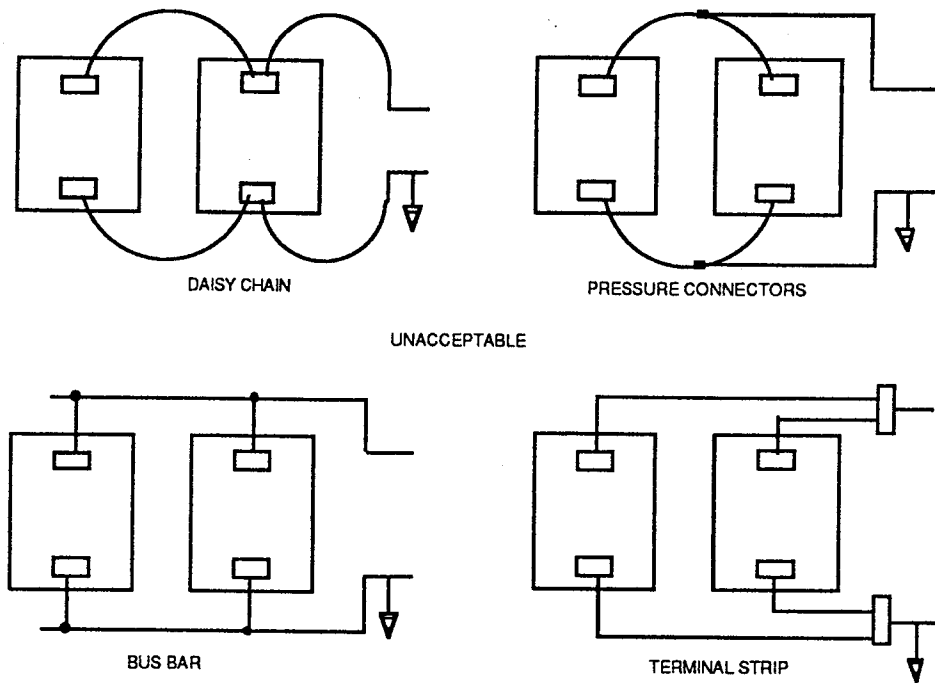 DAISY CHAIN
PRESSURE CONNECTORS
UNACCEPTABLE
BUS BAR
TERMINAL STRIP